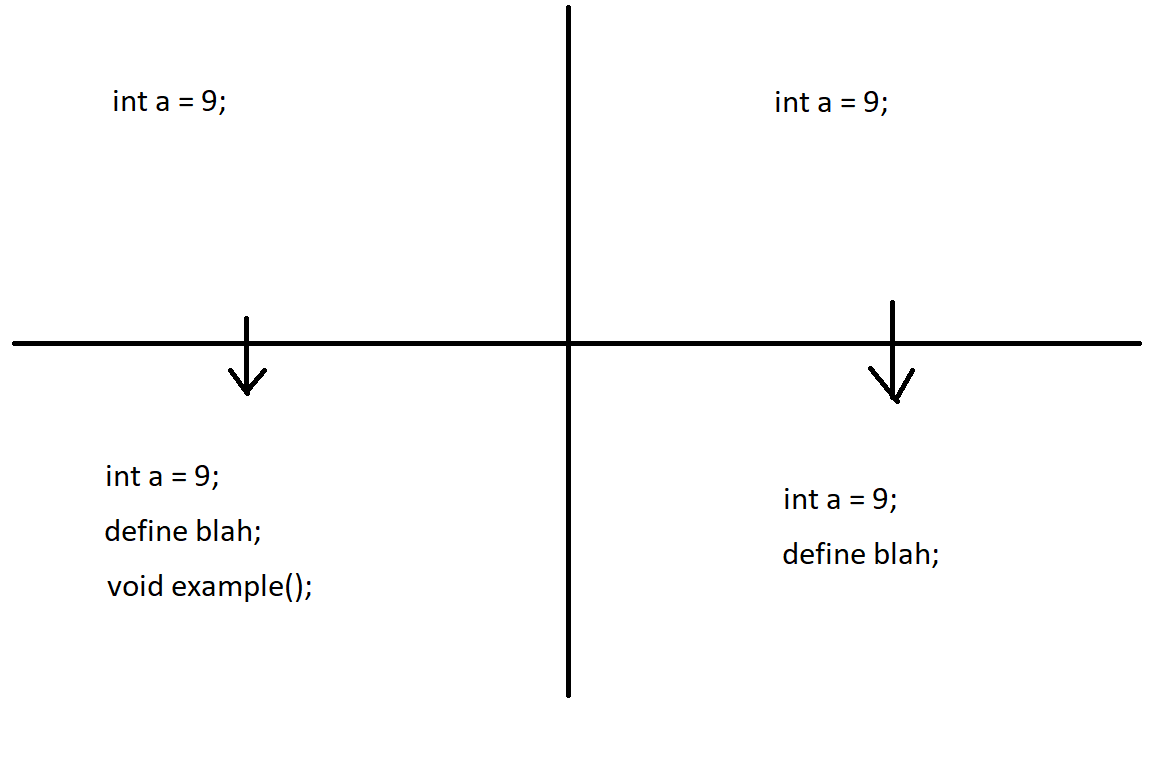 int a = 9;
int a = 9;
int a = 9;
define blah;
void example();
int a = 9;
define blah;